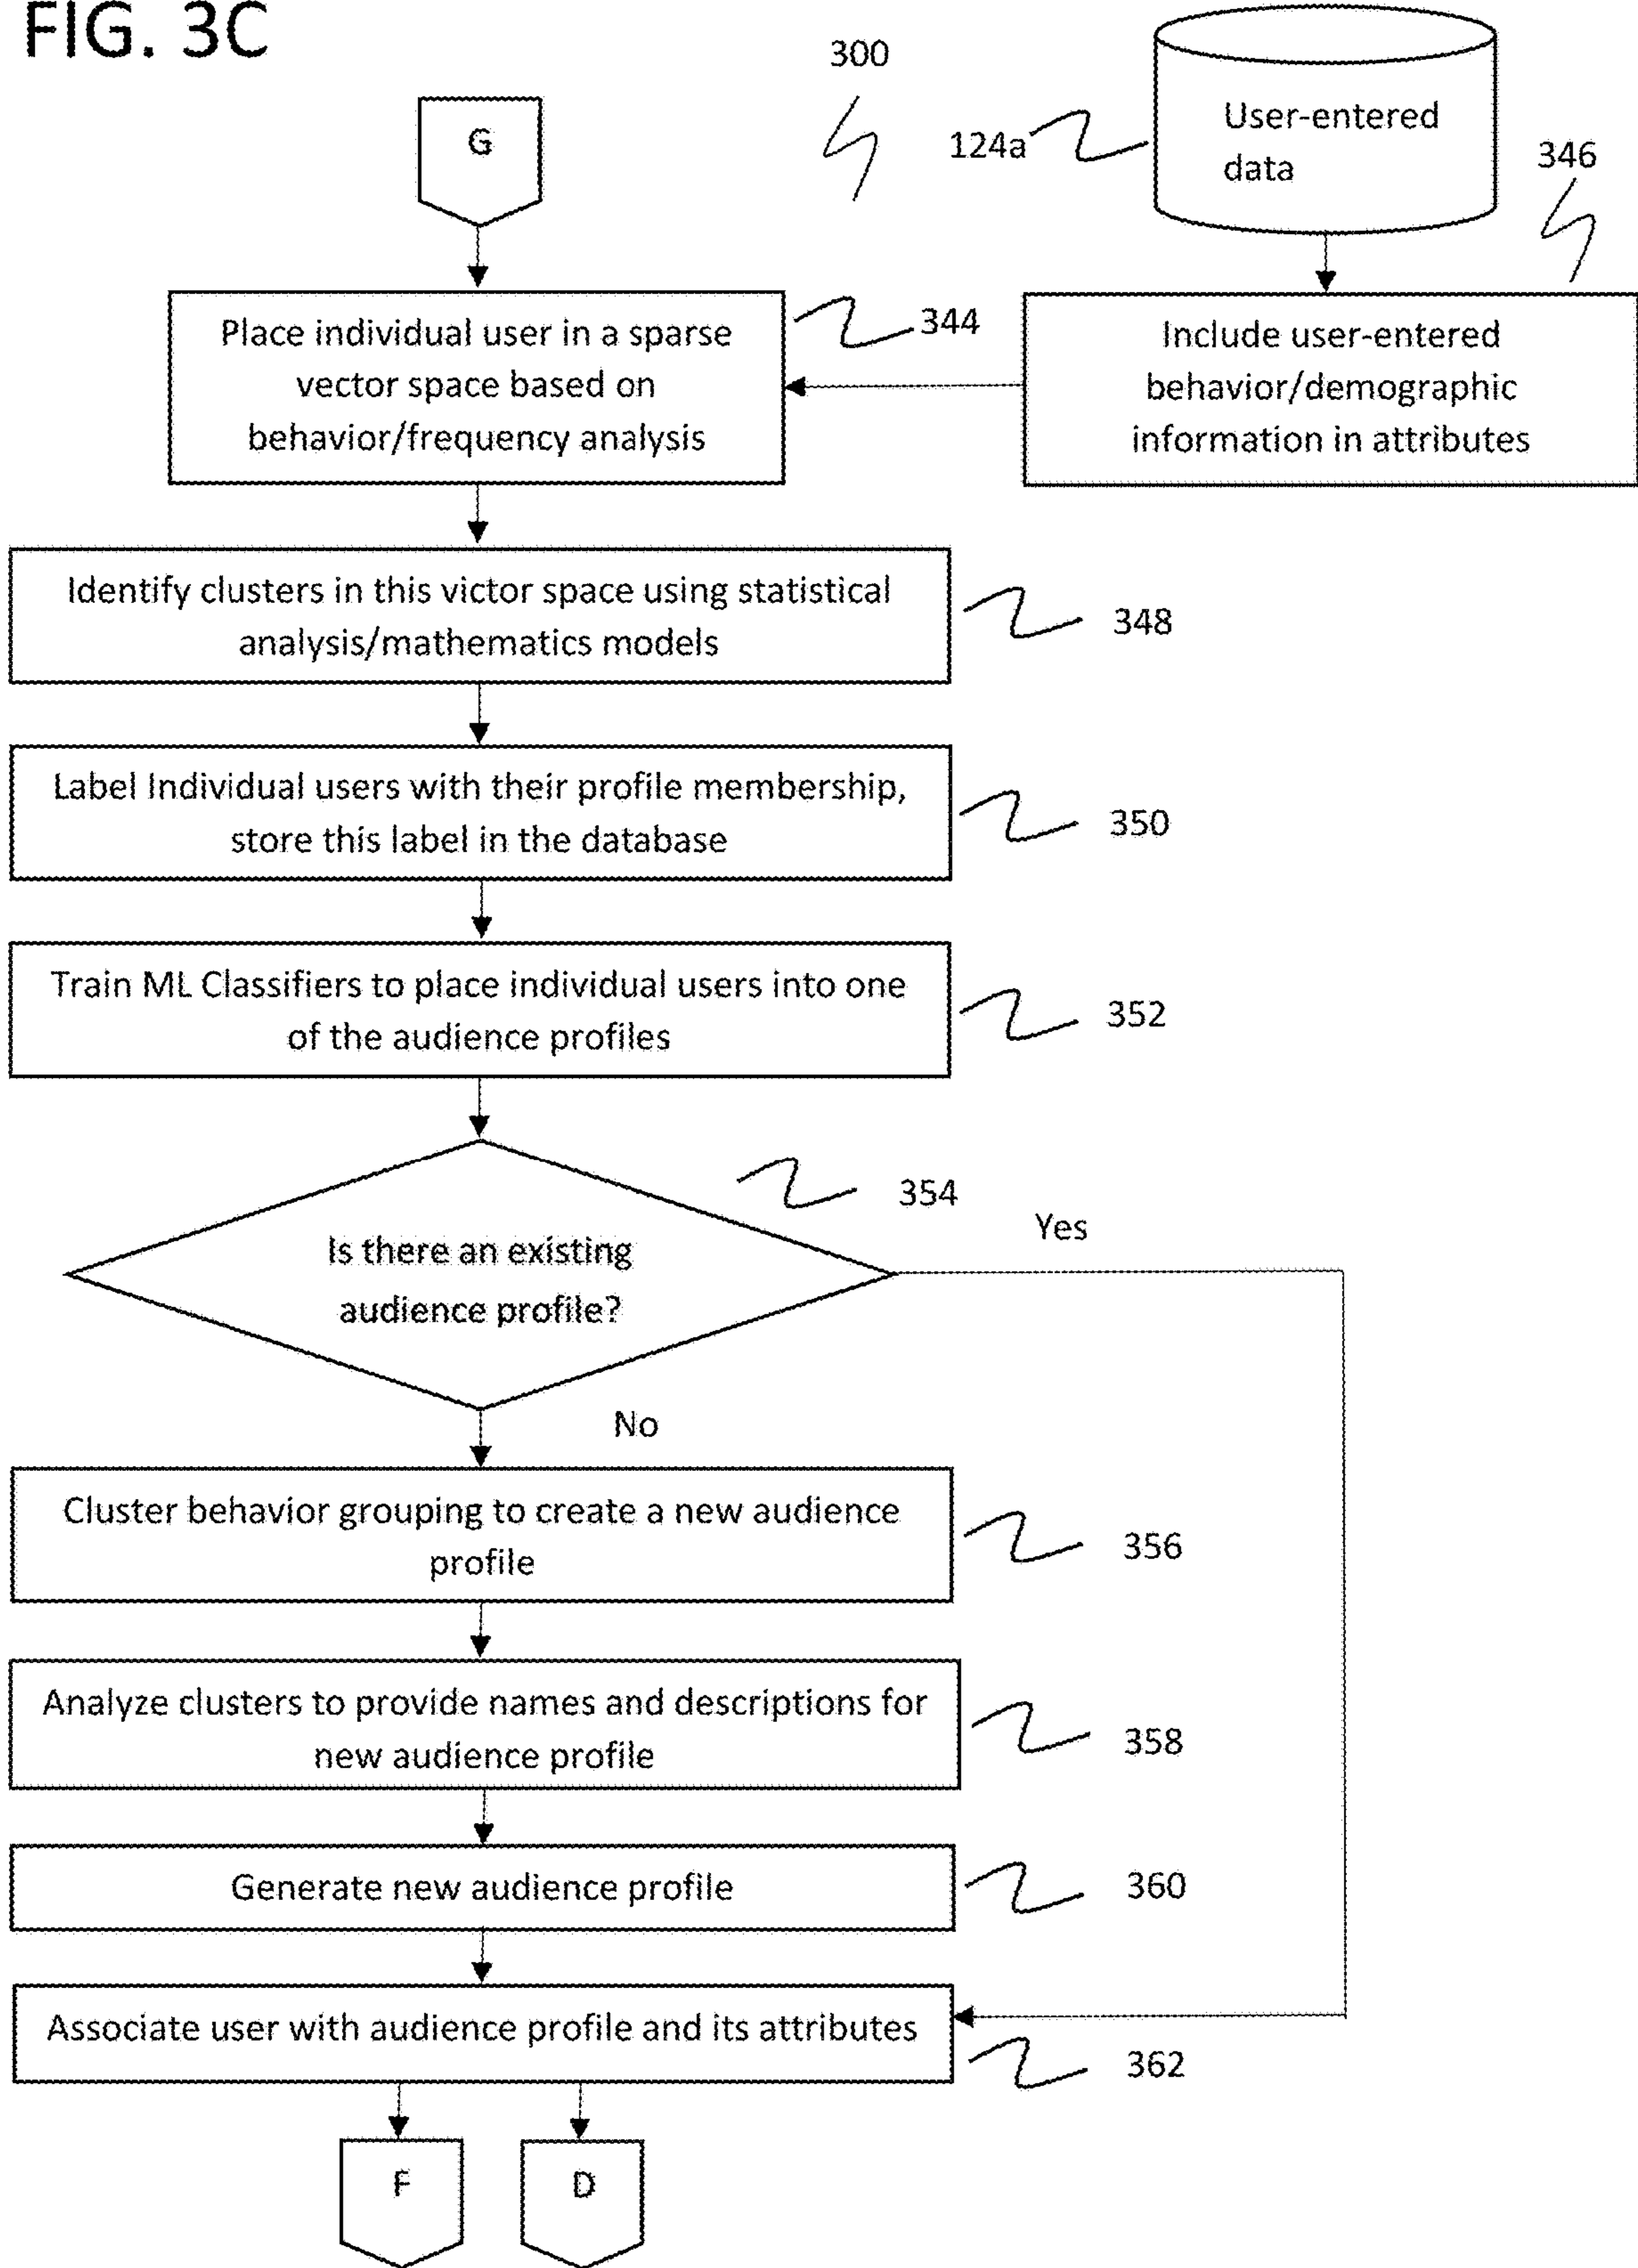 FIG. 3C
300
G
124a
User-entered
data
346
Place individual user in a sparse
vector space based on
behavior/frequency analysis
344
Include user-entered
behavior/demographic
information in attributes
Identify clusters in this victor space using statistical
analysis/mathematics models
348
Label Individual users with their profile membership,
store this label in the database
350
Train ML Classifiers to place individual users into one
of the audience profiles
352
354
Is there an existing
audience profile?
Yes
No
Cluster behavior grouping to create a new audience
profile
356
Analyze clusters to provide names and descriptions for
new audience profile
358
Generate new audience profile
360
Associate user with audience profile and its attributes
362
F
D